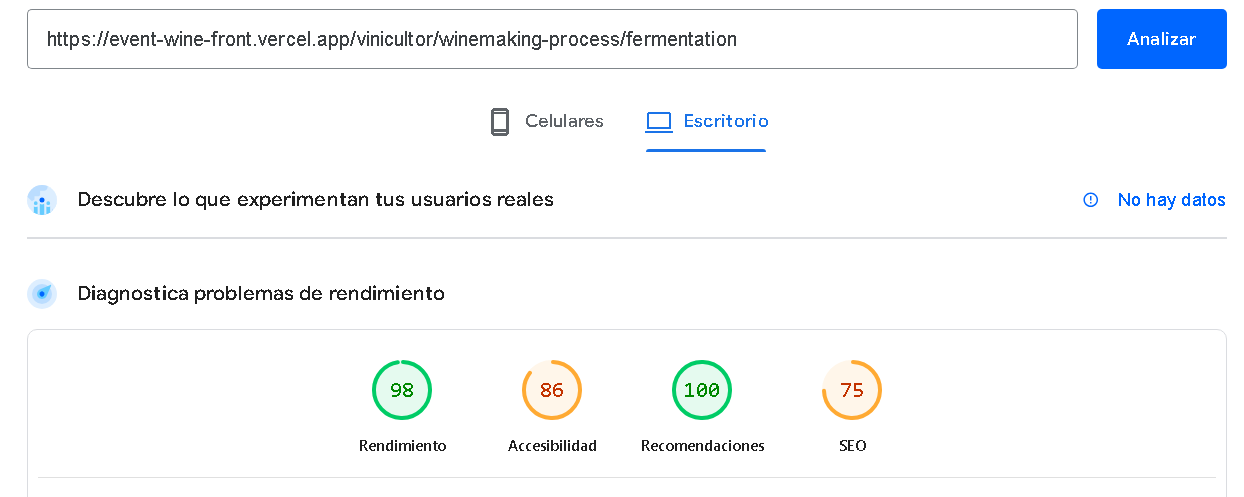 https://event-wine-front.vercel.app/vinicultor/winemaking-process/fermentation
Analizar
Celulares
Escritorio
Descubre lo que experimentan tus usuarios reales
No hay datos
Diagnostica problemas de rendimiento
98
86
100
75
Rendimiento
Accesibilidad
Recomendaciones
SEO